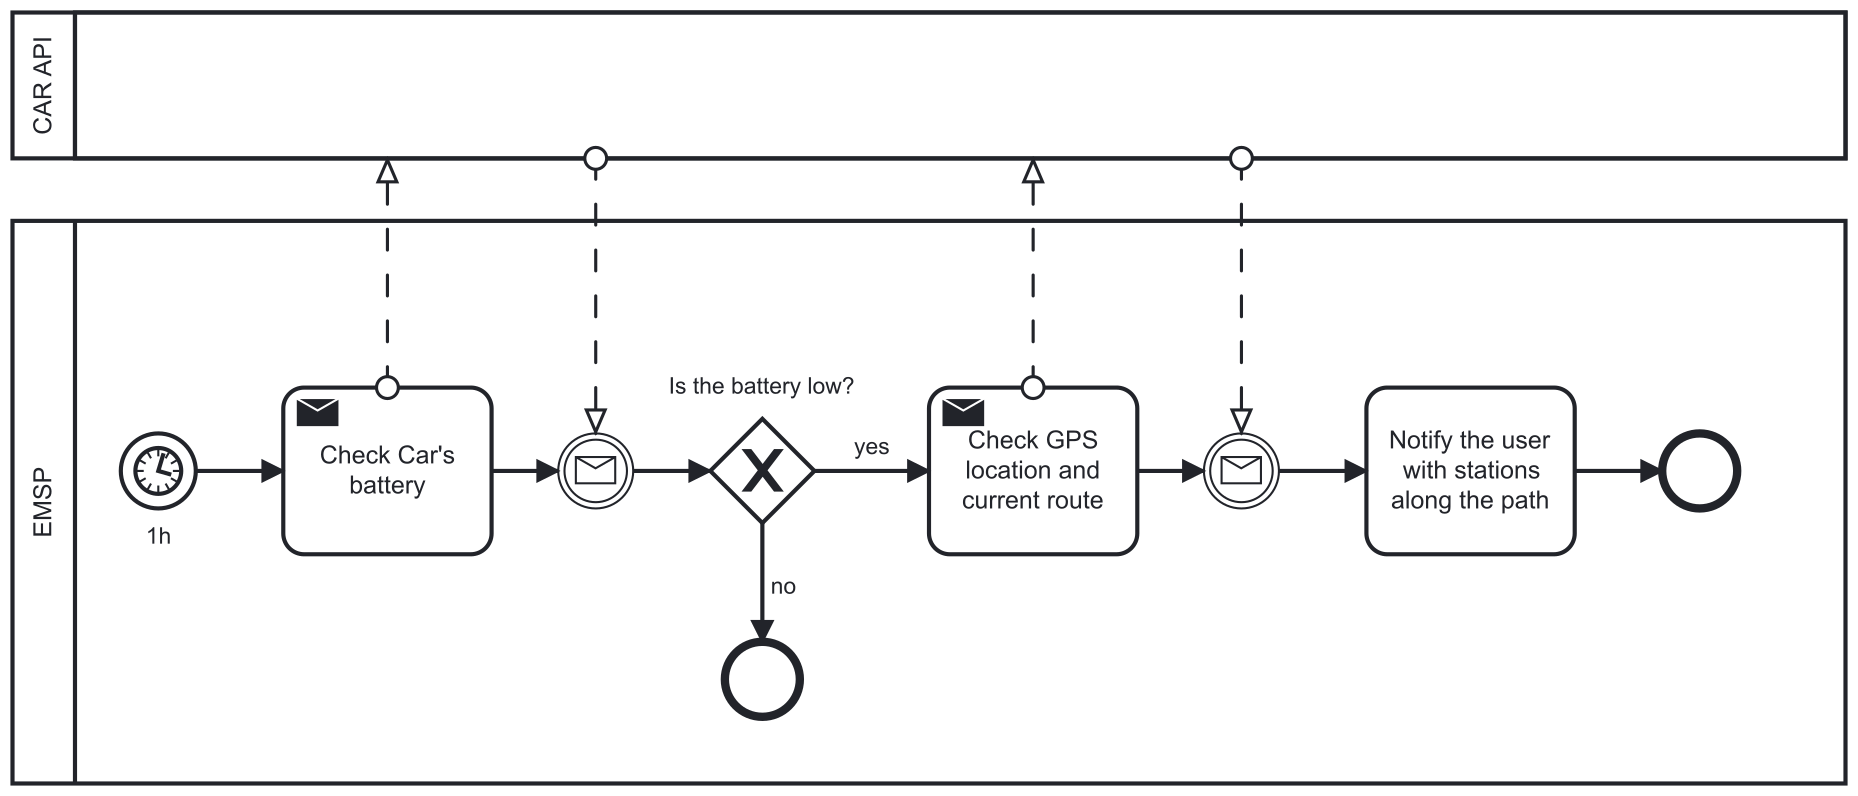 CAR API
EMSP
1h
Check Car's
battery
Is the battery low?
yes
no
Check GPS
location and
current route
Notify the user
with stations
along the path